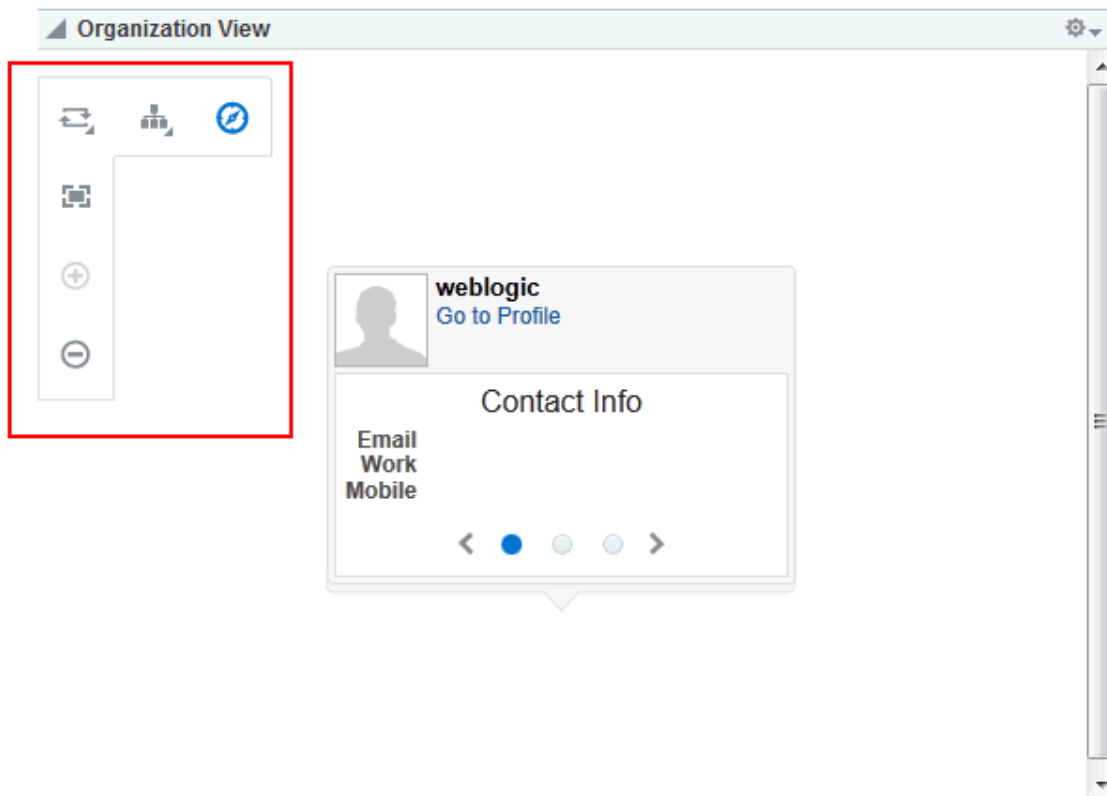 Organization View
weblogic
Go to Profile
Contact Info
Email
Work
Mobile